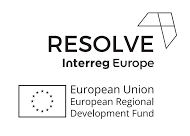 RESOLVE
Interreg Europe
European Union
European Regional
Development Fund